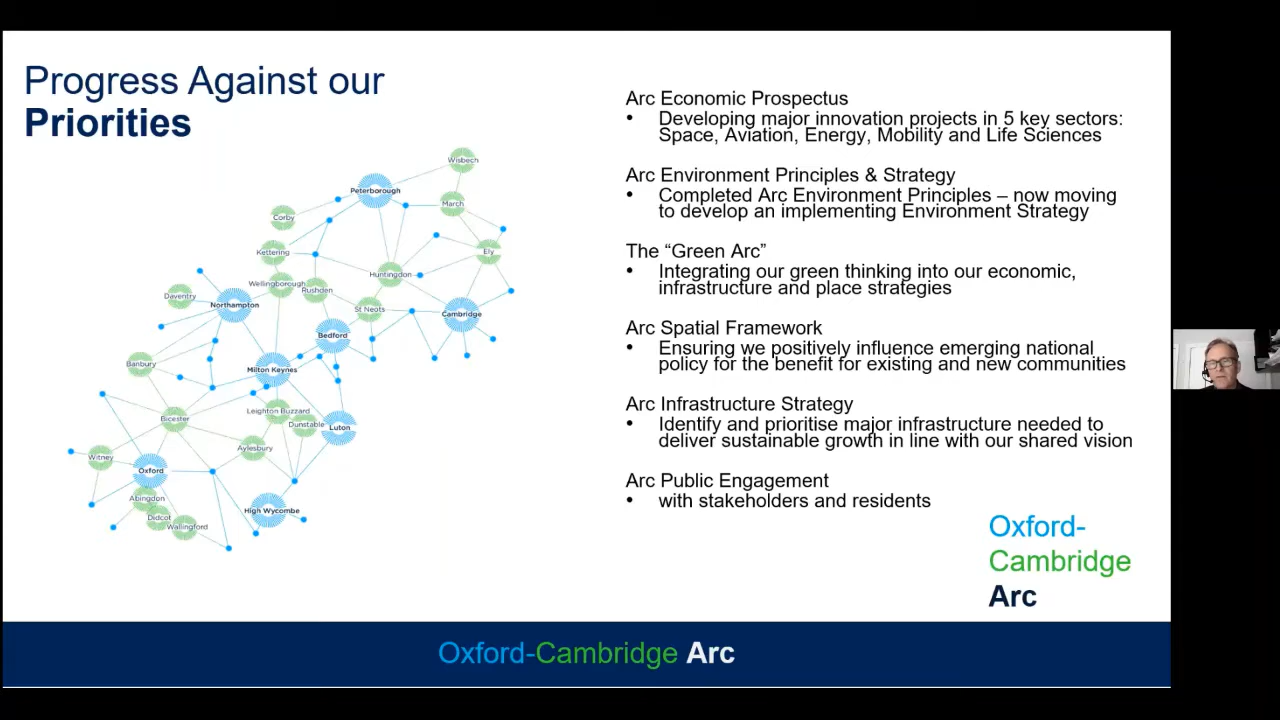 Progress Against our
Priorities
Wisbech
Peterborough
March
Corby
Kettering
Ely
Huntingdon
Wellingborough
Rushden
Daventry
Northampton
St Neots
Cambridge
Bedford
Banbury
Milton Keynes
Leighton Buzzard
Bicester
Dunstable
Luton
Aylesbury
Witney
Oxford
Abingdon
High Wycombe
Didcot
Wallingford
Arc Economic Prospectus
• Developing major innovation projects in 5 key sectors:
Space, Aviation, Energy, Mobility and Life Sciences
Arc Environment Principles & Strategy
• Completed Arc Environment Principles – now moving
to develop an implementing Environment Strategy
The “Green Arc”
• Integrating our green thinking into our economic,
infrastructure and place strategies
Arc Spatial Framework
• Ensuring we positively influence emerging national
policy for the benefit for existing and new communities
Arc Infrastructure Strategy
• Identify and prioritise major infrastructure needed to
deliver sustainable growth in line with our shared vision
Arc Public Engagement
• with stakeholders and residents
Oxford-
Cambridge
Arc
Oxford-Cambridge Arc